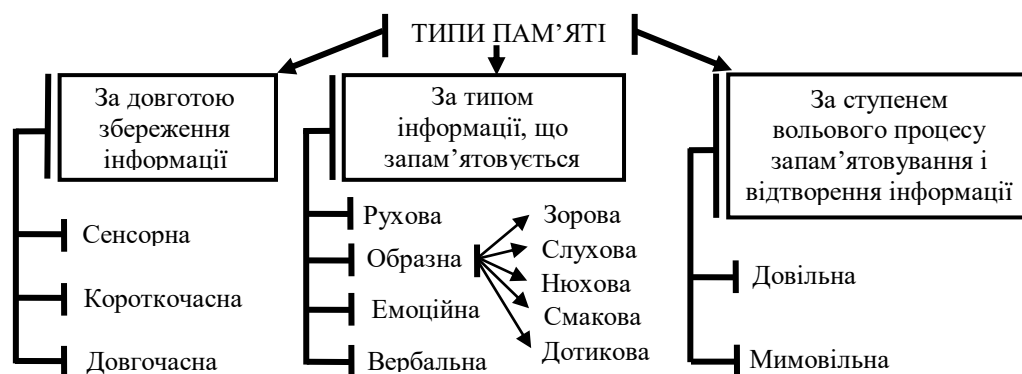 ТИПИ ПАМ’ЯТІ
За довготою
збереження
інформації
Сенсорна
Короткочасна
Довгочасна
За типом
інформації, що
запам’ятовується
Рухова
Образна
Зорова
Слухова
Нюхова
Смакова
Дотикова
Емоційна
Вербальна
За ступенем
вольового процесу
запам’ятовування і
відтворення інформації
Довільна
Мимовільна